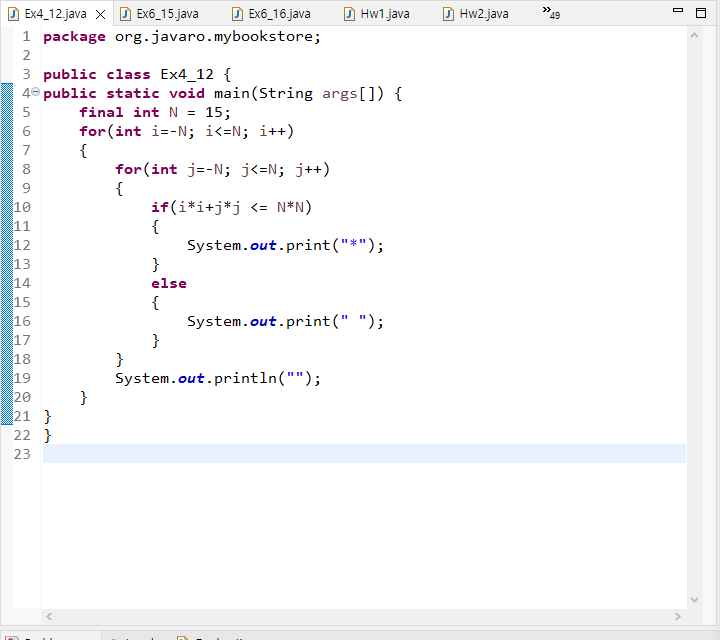 Ex4_12.java Ex6_15.java Ex6_16.java Hw1.java Hw2.java »49
1 package org.javaro.mybookstore;
2
3 public class Ex4_12 {
4 public static void main(String args[]) {
5     final int N = 15;
6     for(int i=-N; i<=N; i++)
7     {
8         for(int j=-N; j<=N; j++)
9         {
10             if(i*i+j*j <= N*N)
11             {
12                 System.out.print("*");
13             }
14             else
15             {
16                 System.out.print(" ");
17             }
18         }
19         System.out.println("");
20     }
21 }
22 }
23